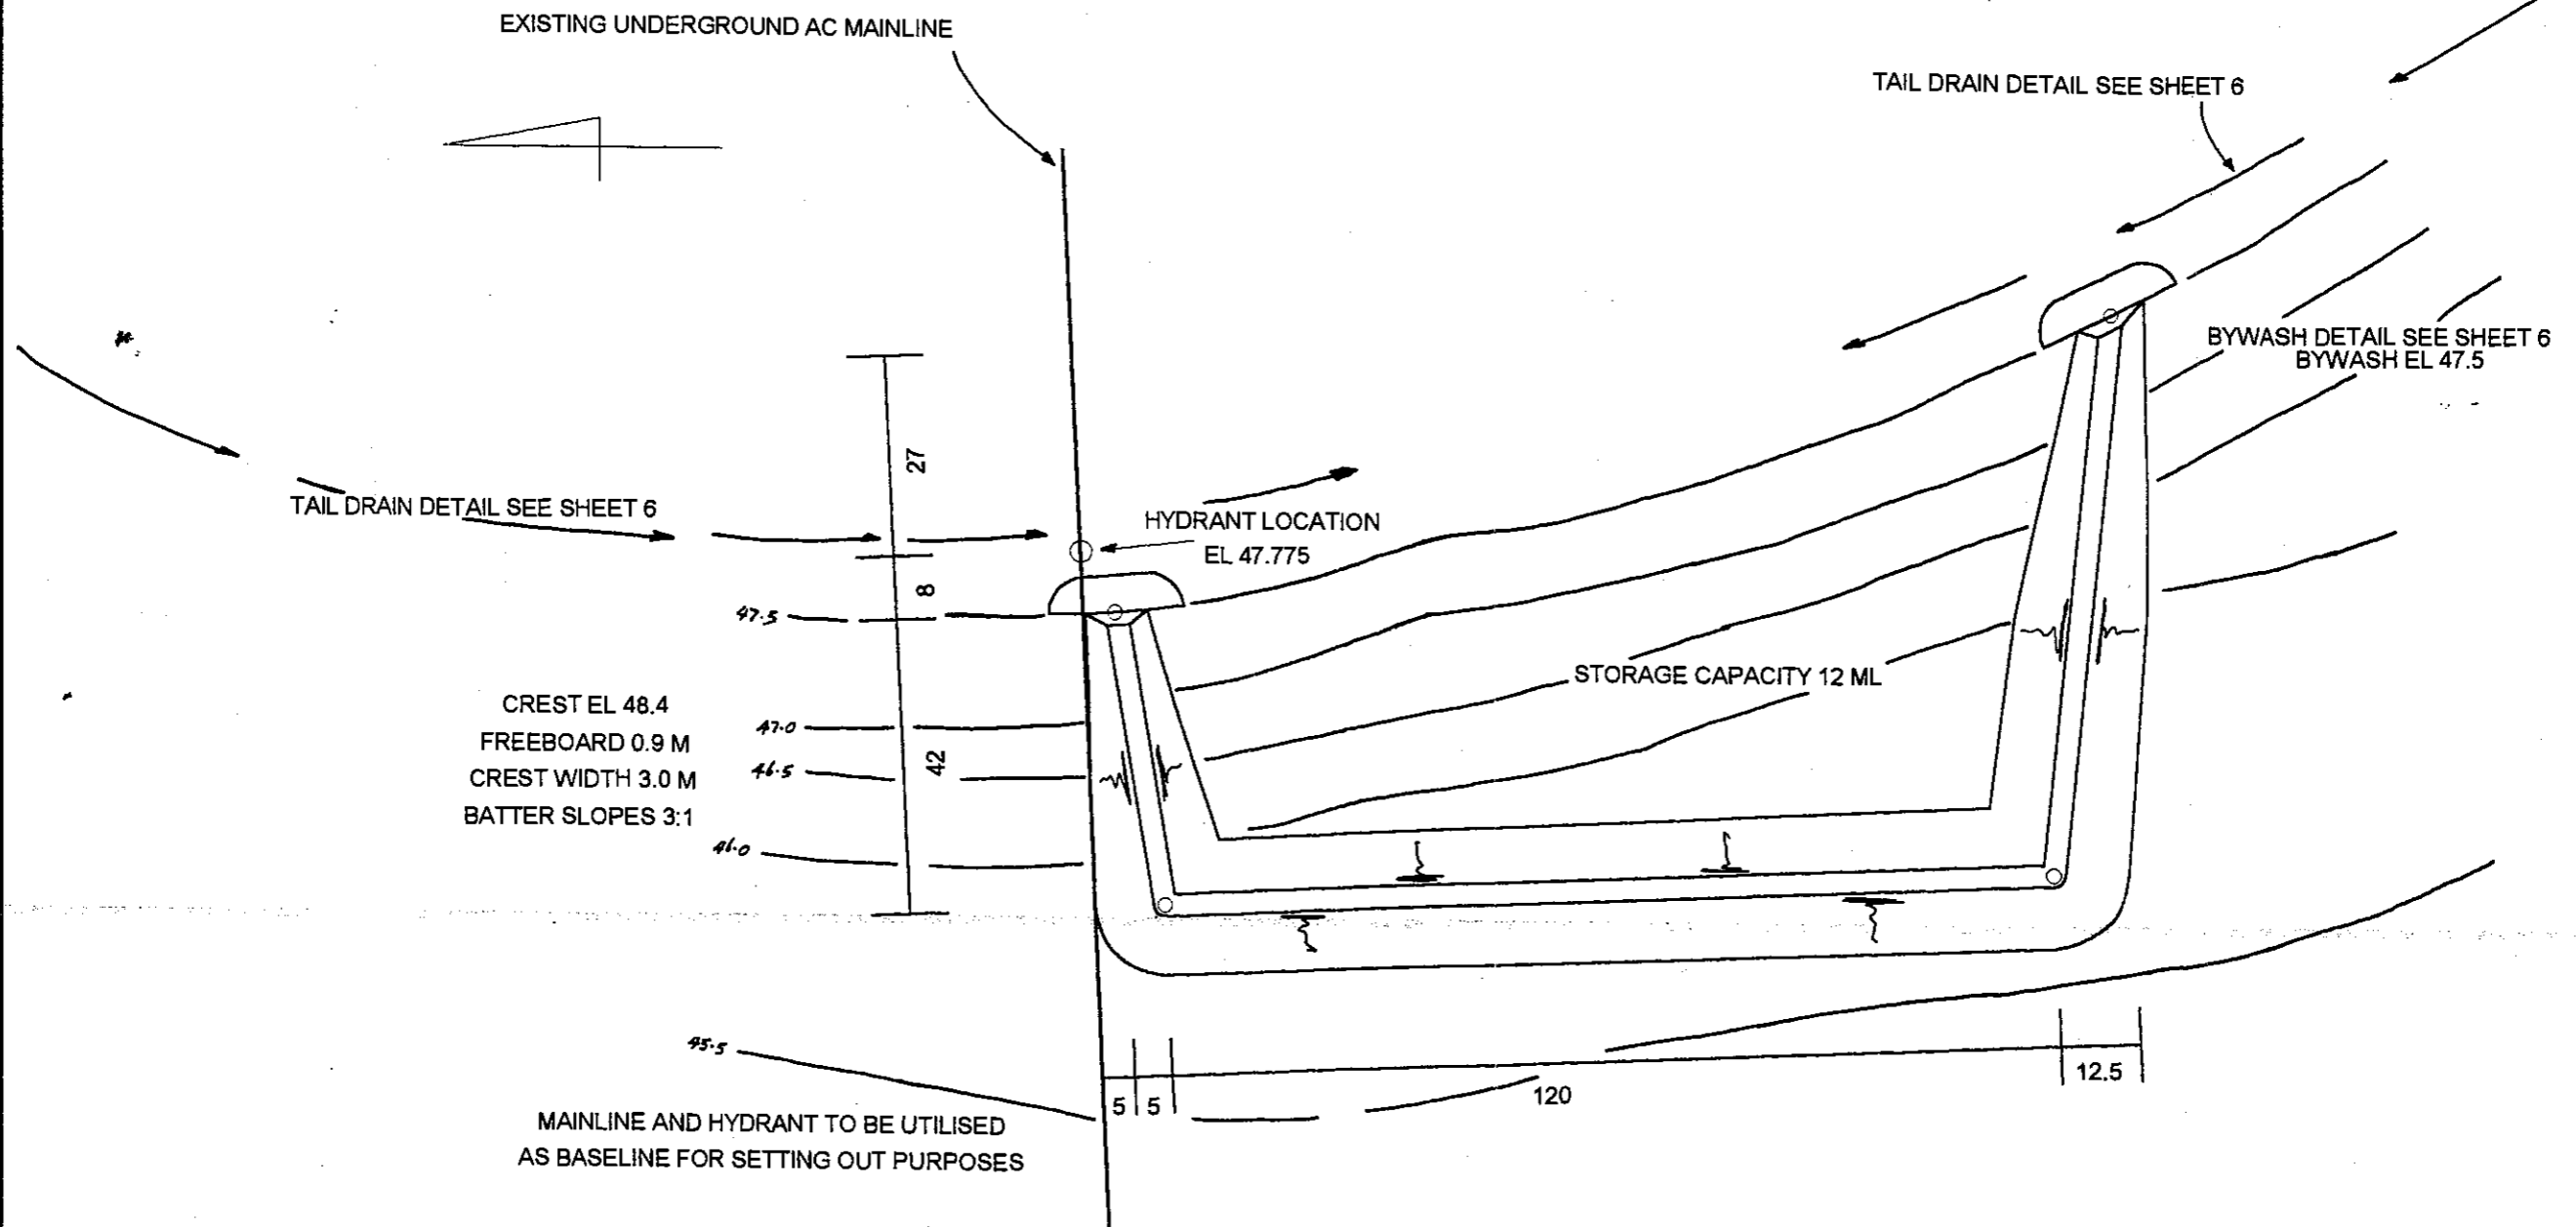 EXISTING UNDERGROUND AC MAINLINE
TAIL DRAIN DETAIL SEE SHEET 6
BYWASH DETAIL SEE SHEET 6
BYWASH EL 47.5
27
TAIL DRAIN DETAIL SEE SHEET 6
HYDRANT LOCATION
EL 47.775
8
47.5
STORAGE CAPACITY 12 ML
CREST EL 48.4
FREEBOARD 0.9 M
CREST WIDTH 3.0 M
BATTER SLOPES 3:1
47.0
46.5
42
46.0
45.5
5 5
120
12.5
MAINLINE AND HYDRANT TO BE UTILISED
AS BASELINE FOR SETTING OUT PURPOSES